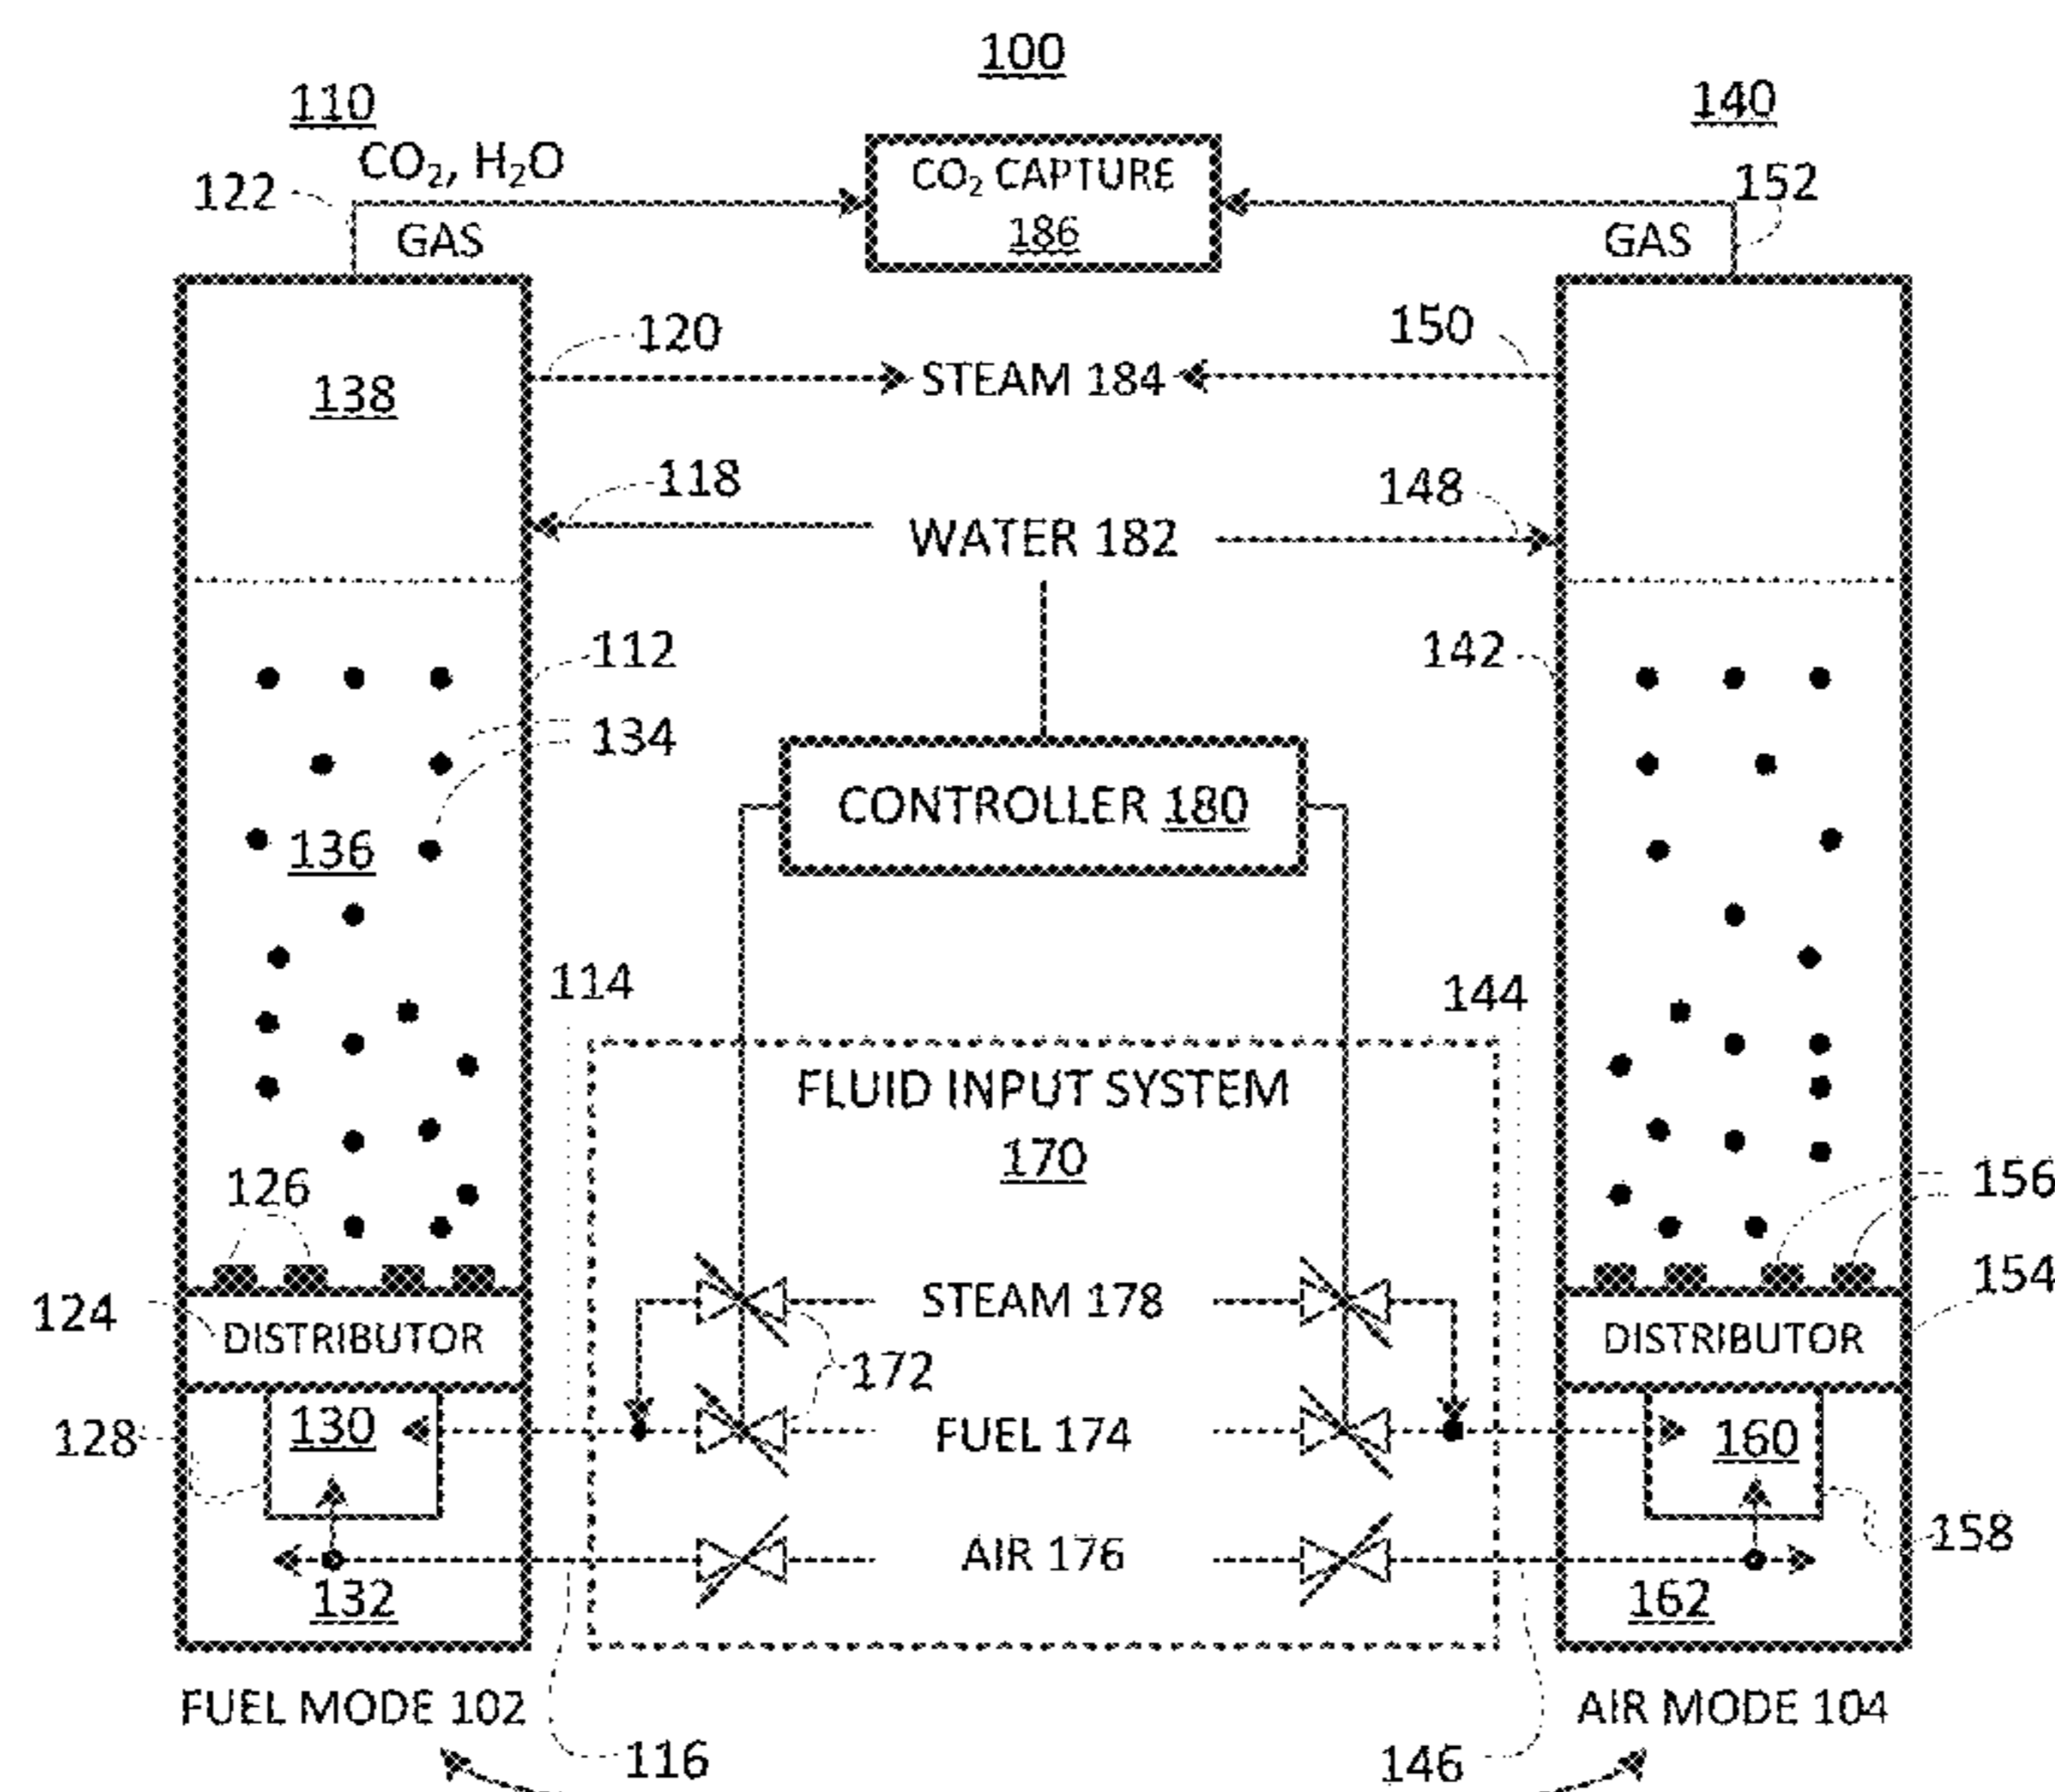 100
110
140
CO₂, H₂O
122
GAS
CO₂ CAPTURE
186
152
GAS
120
STEAM 184
150
138
118
WATER 182
148
112
142
134
CONTROLLER 180
136
114
144
FLUID INPUT SYSTEM
170
126
156
STEAM 178
154
124
DISTRIBUTOR
DISTRIBUTOR
172
130
128
FUEL 174
160
158
AIR 176
132
162
FUEL MODE 102
AIR MODE 104
116
146